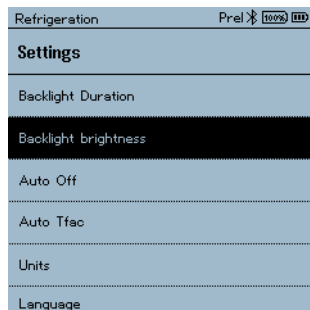 Refrigeration Prel 100%
Settings
Backlight Duration
Backlight brightness
Auto Off
Auto Tfac
Units
Language